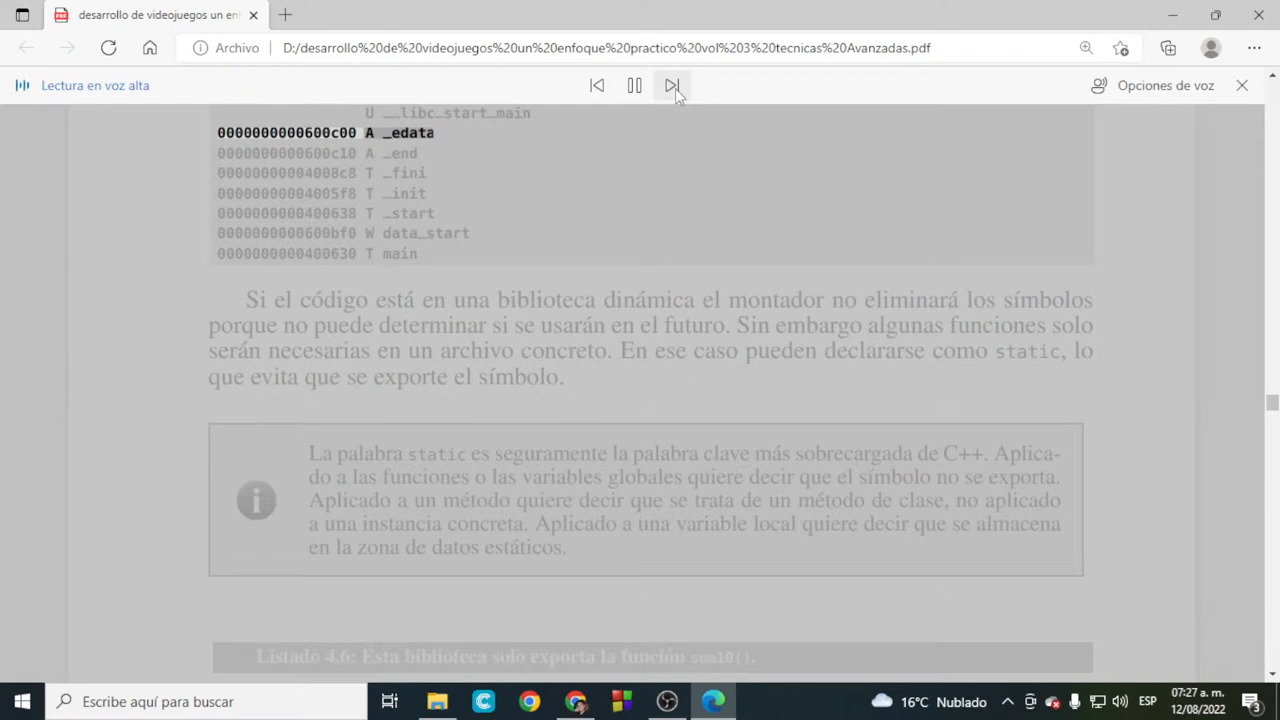 desarrollo de videojuegos un en
Archivo
D:/desarrollo%20de%20videojuegos%20un%20enfoque%20practico%20vol%203%20tecnicas%20Avanzadas.pdf
Lectura en voz alta
Opciones de voz
U __libc_start_main
0000000000600c00 A _edata
0000000000600c10 A _end
00000000004008c8 T _fini
00000000004005f8 T _init
0000000000400638 T _start
0000000000600bf0 W data_start
0000000000400630 T main
Si el código está en una biblioteca dinámica el montador no eliminará los símbolos
porque no puede determinar si se usarán en el futuro. Sin embargo algunas funciones solo
serán necesarias en un archivo concreto. En ese caso pueden declararse como static, lo
que evita que se exporte el símbolo.
La palabra static es seguramente la palabra clave más sobrecargada de C++. Aplica-
do a las funciones o las variables globales quiere decir que el símbolo no se exporta.
Aplicado a un método quiere decir que se trata de un método de clase, no aplicado
a una instancia concreta. Aplicado a una variable local quiere decir que se almacena
en la zona de datos estáticos.
Listado 4.6: Esta biblioteca solo exporta la función sum10().
Escribe aquí para buscar
16°C Nublado
ESP
07:27 a. m.
12/08/2022
3